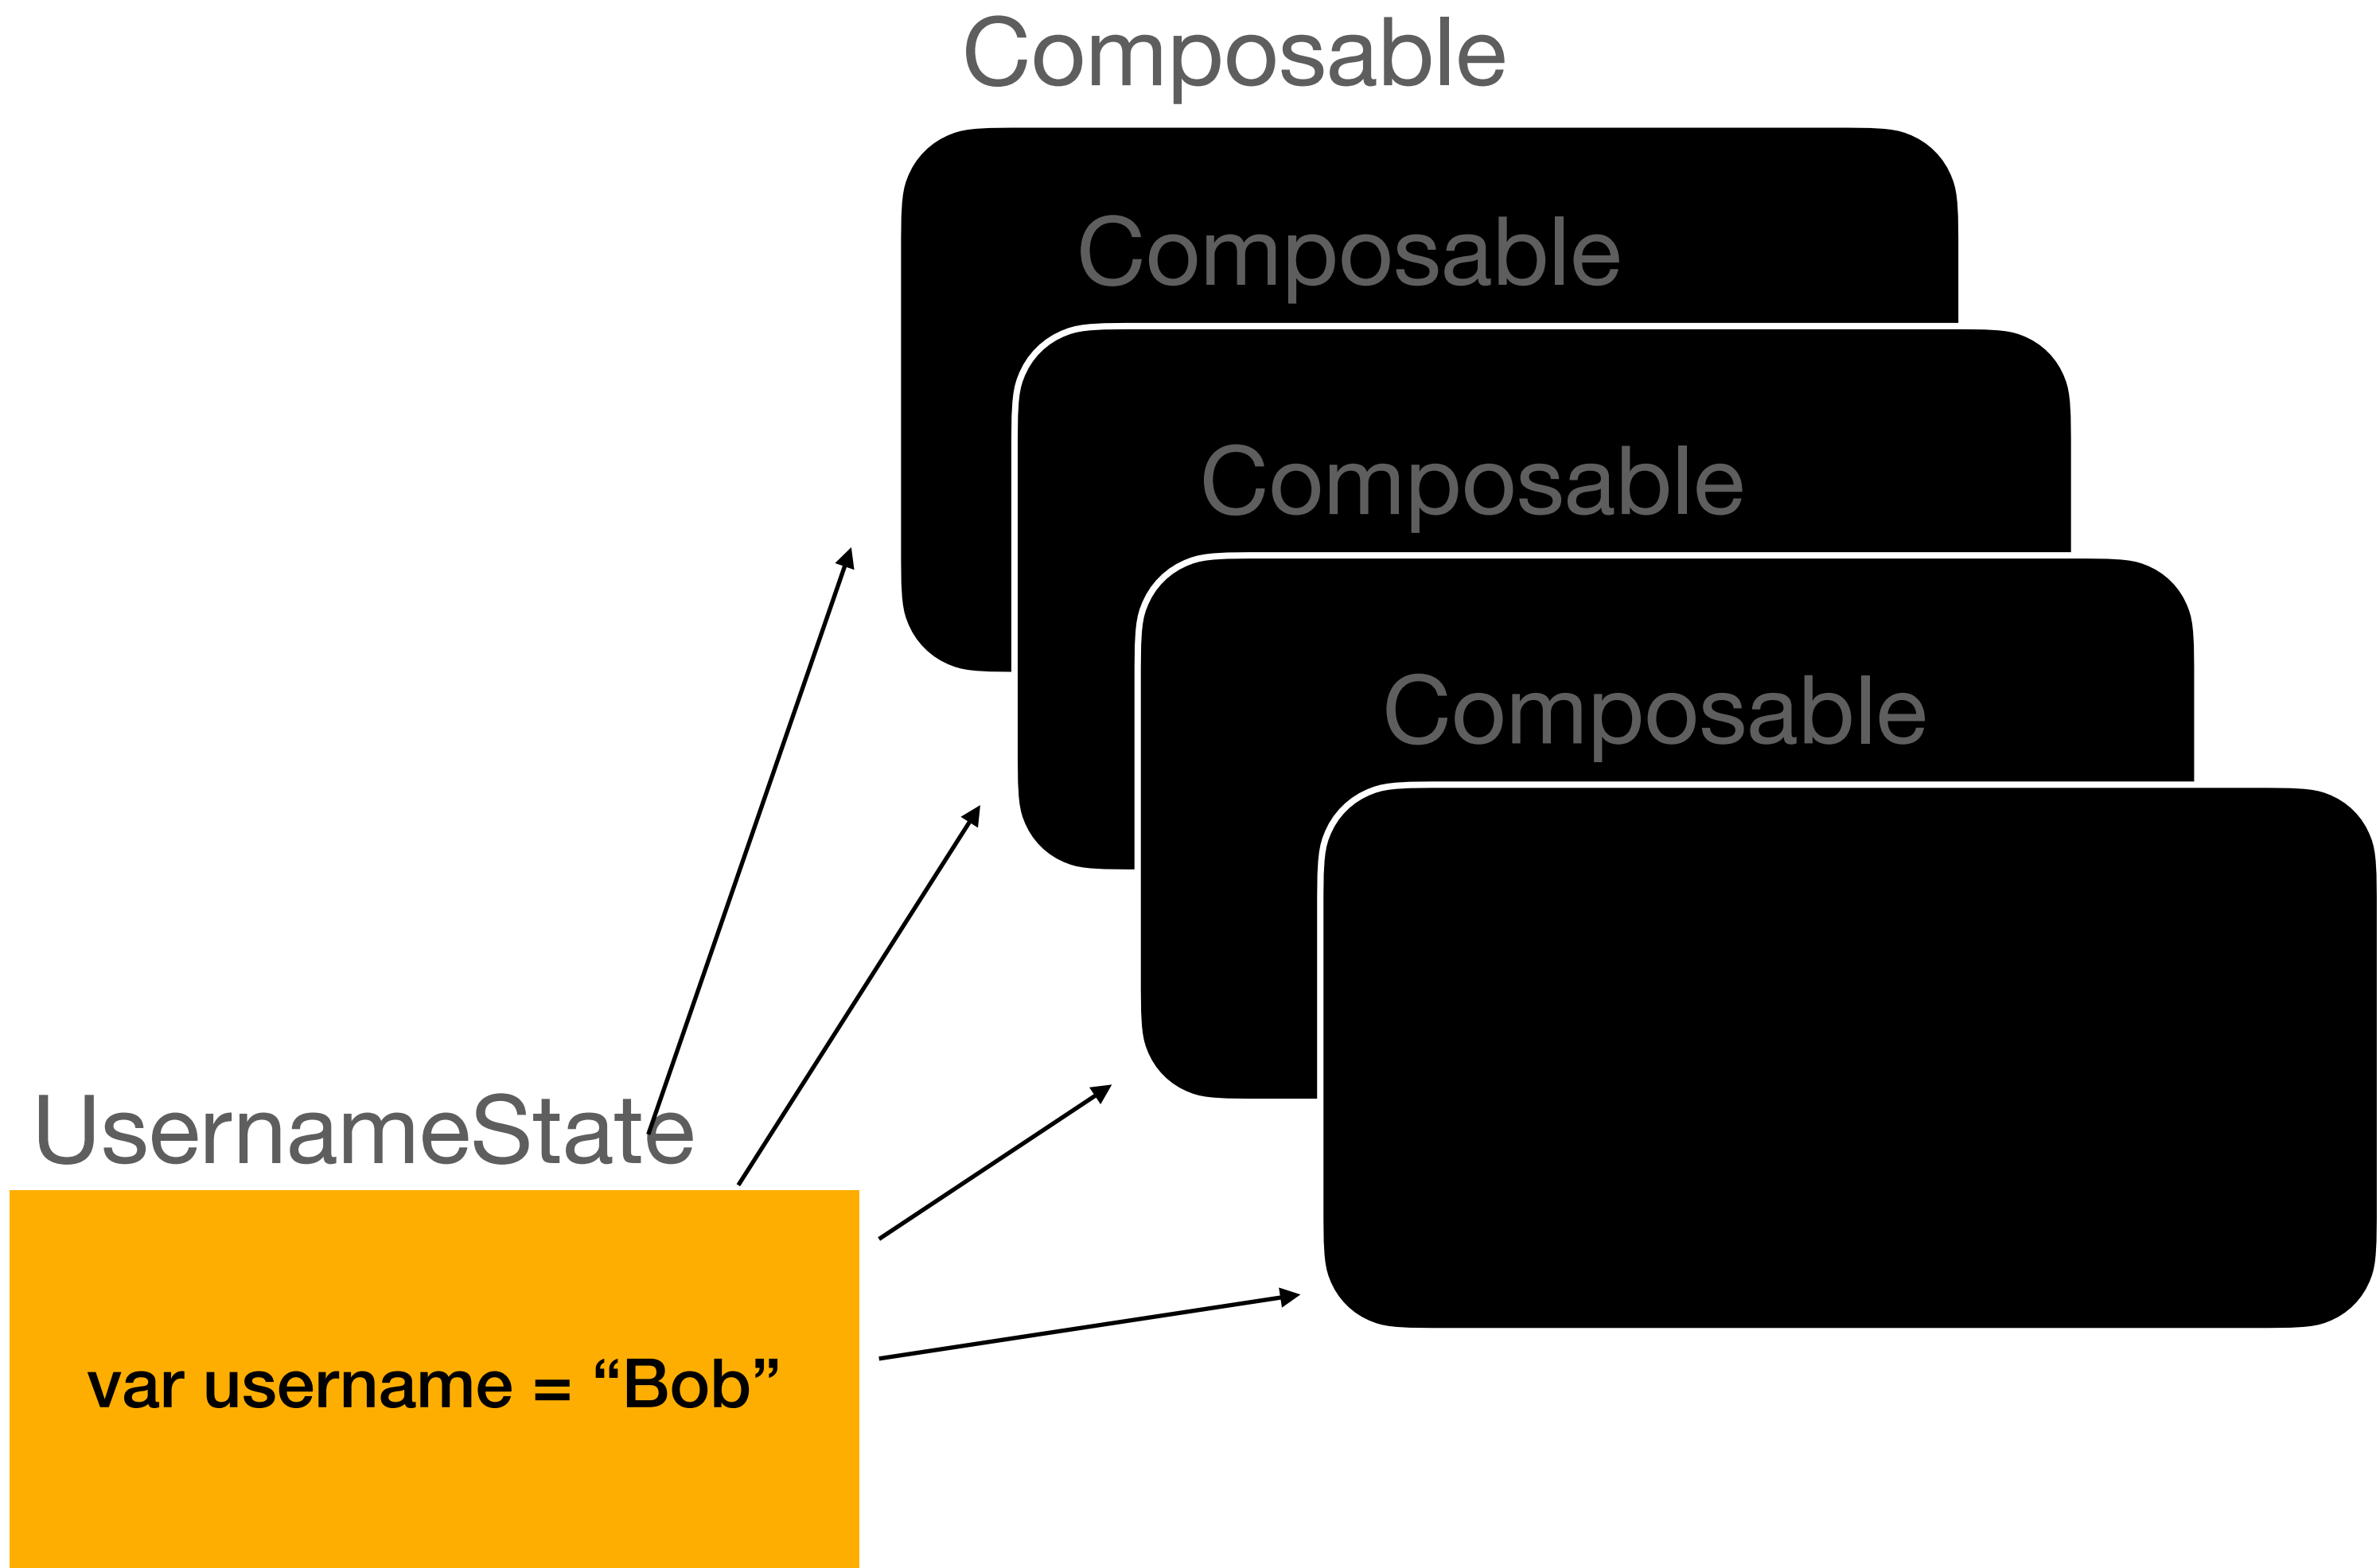 Composable
Composable
Composable
Composable
UsernameState
var username = “Bob”